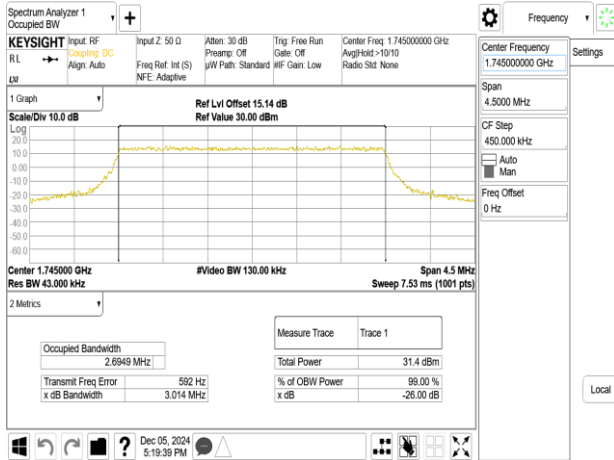 Spectrum Analyzer 1
Occupied BW
Frequency
KEYSIGHT
RL
LXI
Input: RF
Coupling: DC
Align: Auto
Input Z: 50 Ω
Freq Ref: Int (S)
NFE: Adaptive
Atten: 30 dB
Preamp: Off
µW Path: Standard
Trig: Free Run
Gate: Off
#IF Gain: Low
Center Freq: 1.745000000 GHz
Avg|Hold:>10/10
Radio Std: None
Center Frequency
1.745000000 GHz
Settings
Span
4.5000 MHz
CF Step
450.000 kHz
Auto
Man
Freq Offset
0 Hz
Local
1 Graph
Scale/Div 10.0 dB
Ref Lvl Offset 15.14 dB
Ref Value 30.00 dBm
Log
20.0
10.0
0.00
-10.0
-20.0
-30.0
-40.0
-50.0
-60.0
Center 1.745000 GHz
#Video BW 130.00 kHz
Span 4.5 MHz
Res BW 43.000 kHz
Sweep 7.53 ms (1001 pts)
2 Metrics
Occupied Bandwidth
2.6949 MHz
Transmit Freq Error 592 Hz
x dB Bandwidth 3.014 MHz
Measure Trace Trace 1
Total Power 31.4 dBm
% of OBW Power 99.00 %
x dB -26.00 dB
Dec 05, 2024
5:19:39 PM